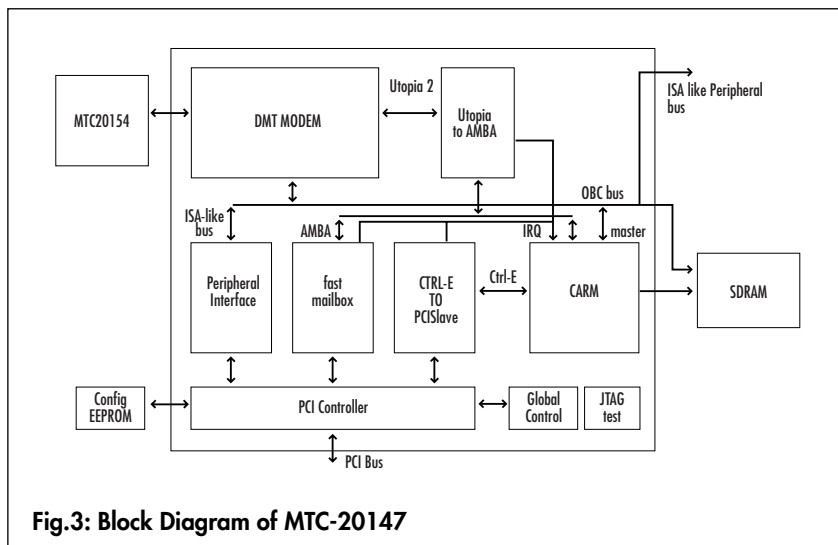 MTC20154
DMT MODEM
Utopia 2
Utopia
to AMBA
ISA like Peripheral
bus
OBC bus
ISA-like
bus
AMBA
IRQ
master
Peripheral
Interface
fast
mailbox
CTRL-E
TO
PCISlave
Ctrl-E
CARM
SDRAM
Config
EEPROM
PCI Controller
Global
Control
JTAG
test
PCI Bus
Fig.3: Block Diagram of MTC-20147